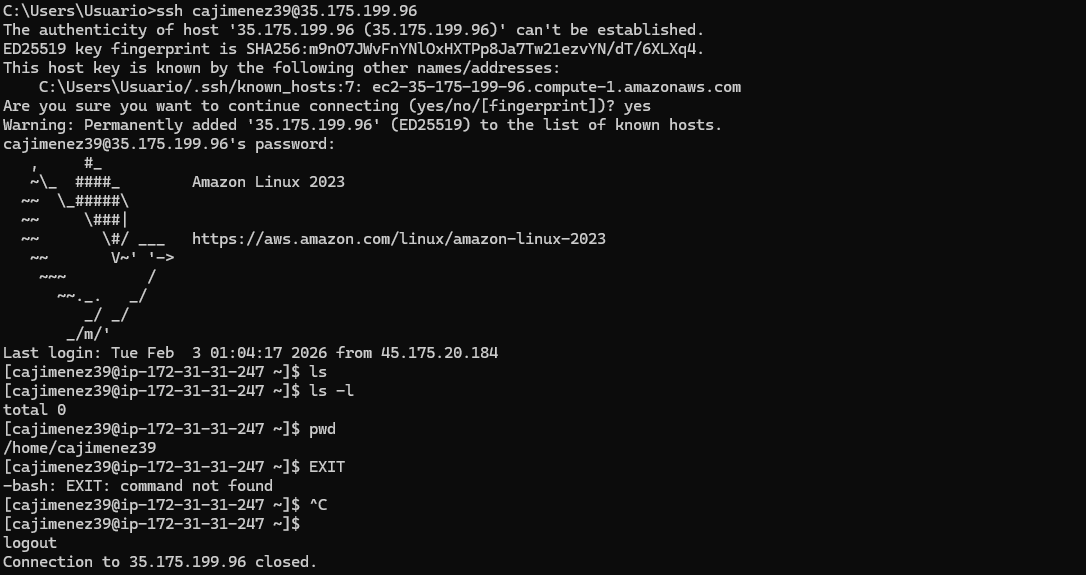 C:\Users\Usuario>ssh cajimenez39@35.175.199.96
The authenticity of host '35.175.199.96 (35.175.199.96)' can't be established.
ED25519 key fingerprint is SHA256:m9nO7JWvFnYNlOxHXTPp8Ja7Tw21ezvYN/dT/6XLXq4.
This host key is known by the following other names/addresses:
    C:\Users\Usuario/.ssh/known_hosts:7: ec2-35-175-199-96.compute-1.amazonaws.com
Are you sure you want to continue connecting (yes/no/[fingerprint])? yes
Warning: Permanently added '35.175.199.96' (ED25519) to the list of known hosts.
cajimenez39@35.175.199.96's password:
   ,     #_
   ~\_  ####_        Amazon Linux 2023
  ~~  \_#####\
  ~~     \###|
  ~~       \#/ ___   https://aws.amazon.com/linux/amazon-linux-2023
   ~~       V~' '->
    ~~~         /
      ~~._.   _/
         _/ _/
       _/m/'
Last login: Tue Feb  3 01:04:17 2026 from 45.175.20.184
[cajimenez39@ip-172-31-31-247 ~]$ ls
[cajimenez39@ip-172-31-31-247 ~]$ ls -l
total 0
[cajimenez39@ip-172-31-31-247 ~]$ pwd
/home/cajimenez39
[cajimenez39@ip-172-31-31-247 ~]$ EXIT
-bash: EXIT: command not found
[cajimenez39@ip-172-31-31-247 ~]$ ^C
[cajimenez39@ip-172-31-31-247 ~]$
logout
Connection to 35.175.199.96 closed.